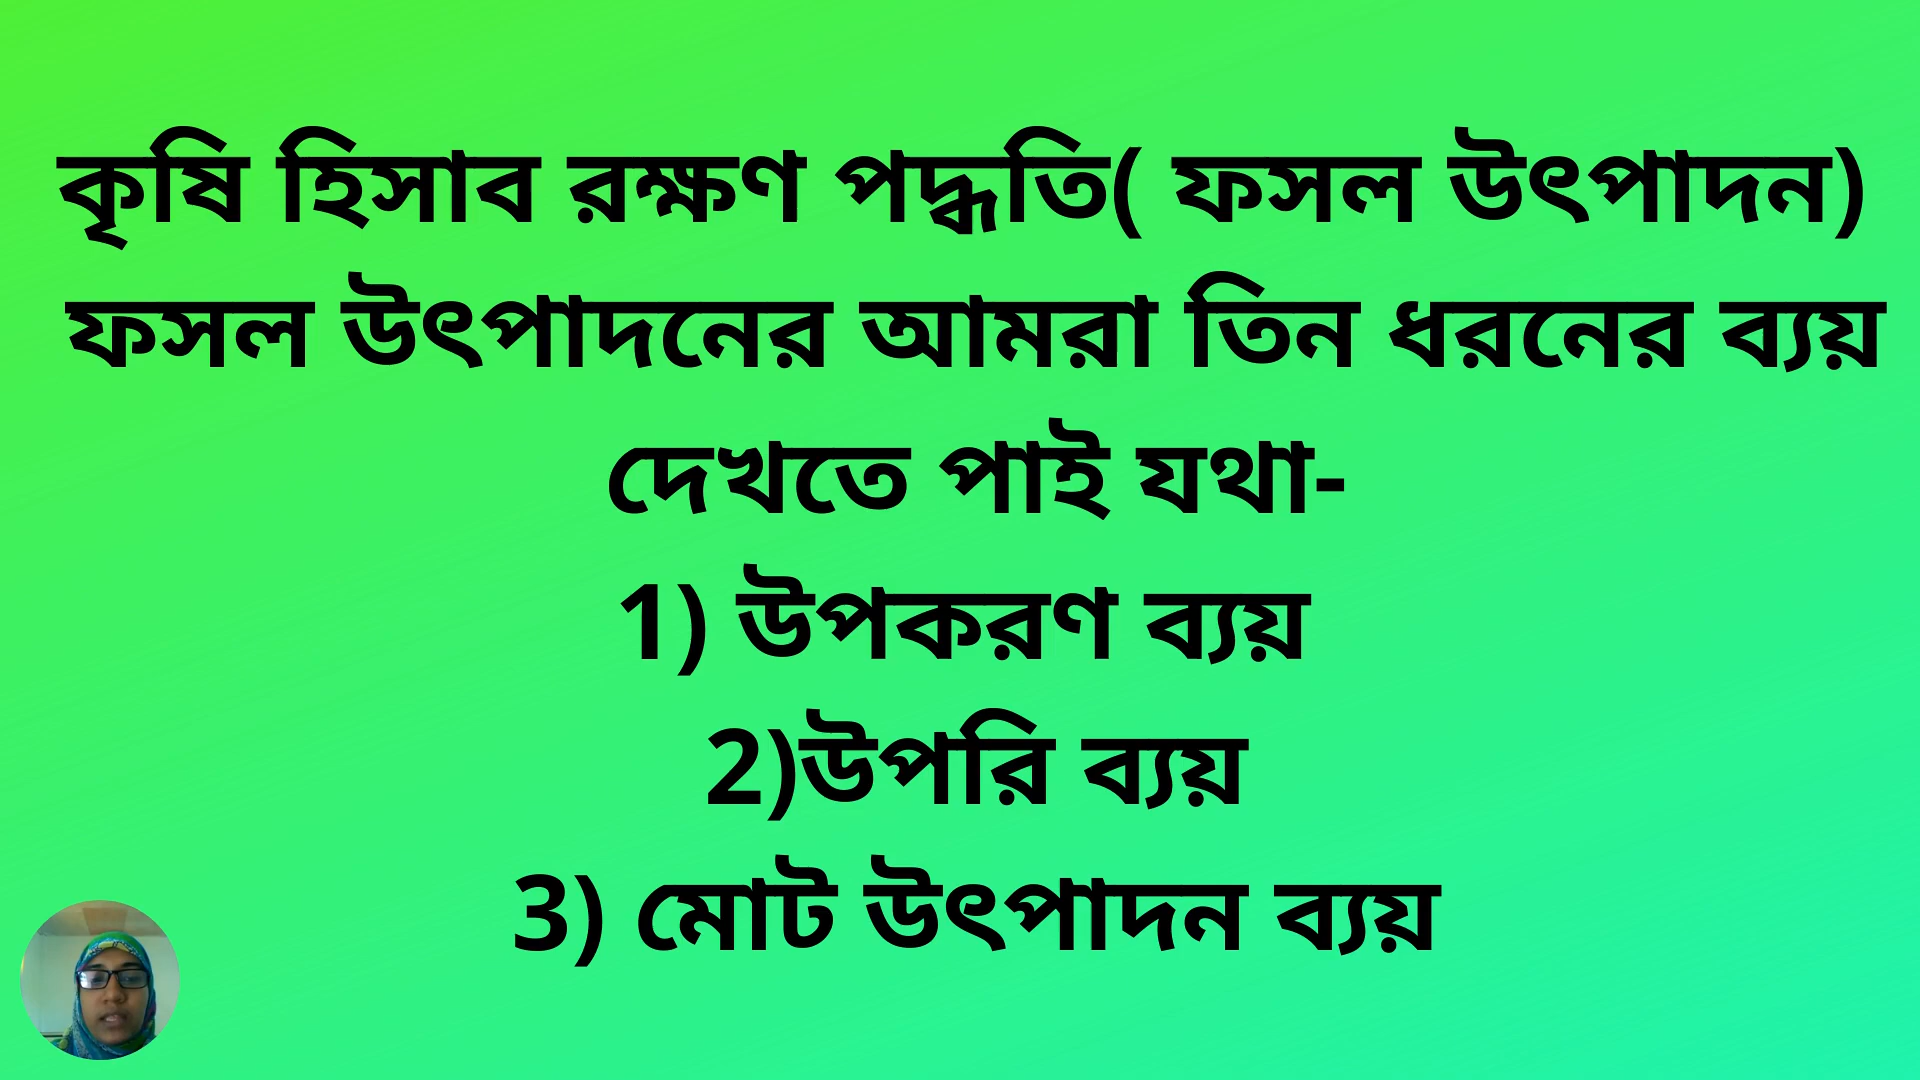 কৃষি হিসাব রক্ষণ পদ্ধতি( ফসল উৎপাদন)
ফসল উৎপাদনের আমরা তিন ধরনের ব্যয়
দেখতে পাই যথা-
1) উপকরণ ব্যয়
2)উপরি ব্যয়
3) মোট উৎপাদন ব্যয়